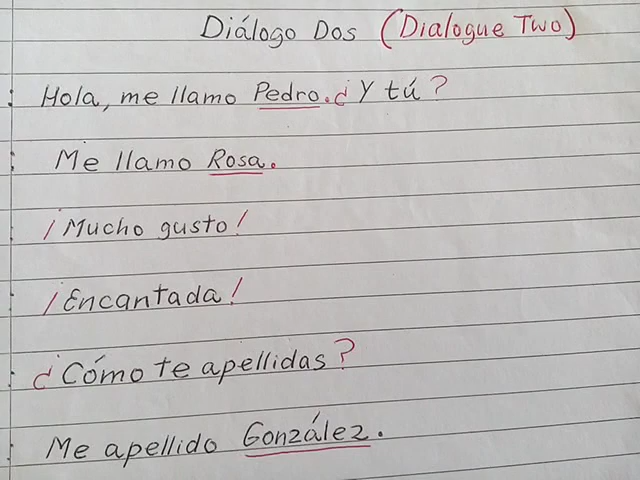 Diálogo Dos (Dialogue Two)
: Hola, me llamo Pedro. ¿Y tú?
: Me llamo Rosa.
: ¡Mucho gusto!
: ¡Encantada!
: ¿Cómo te apellidas?
: Me apellido González.